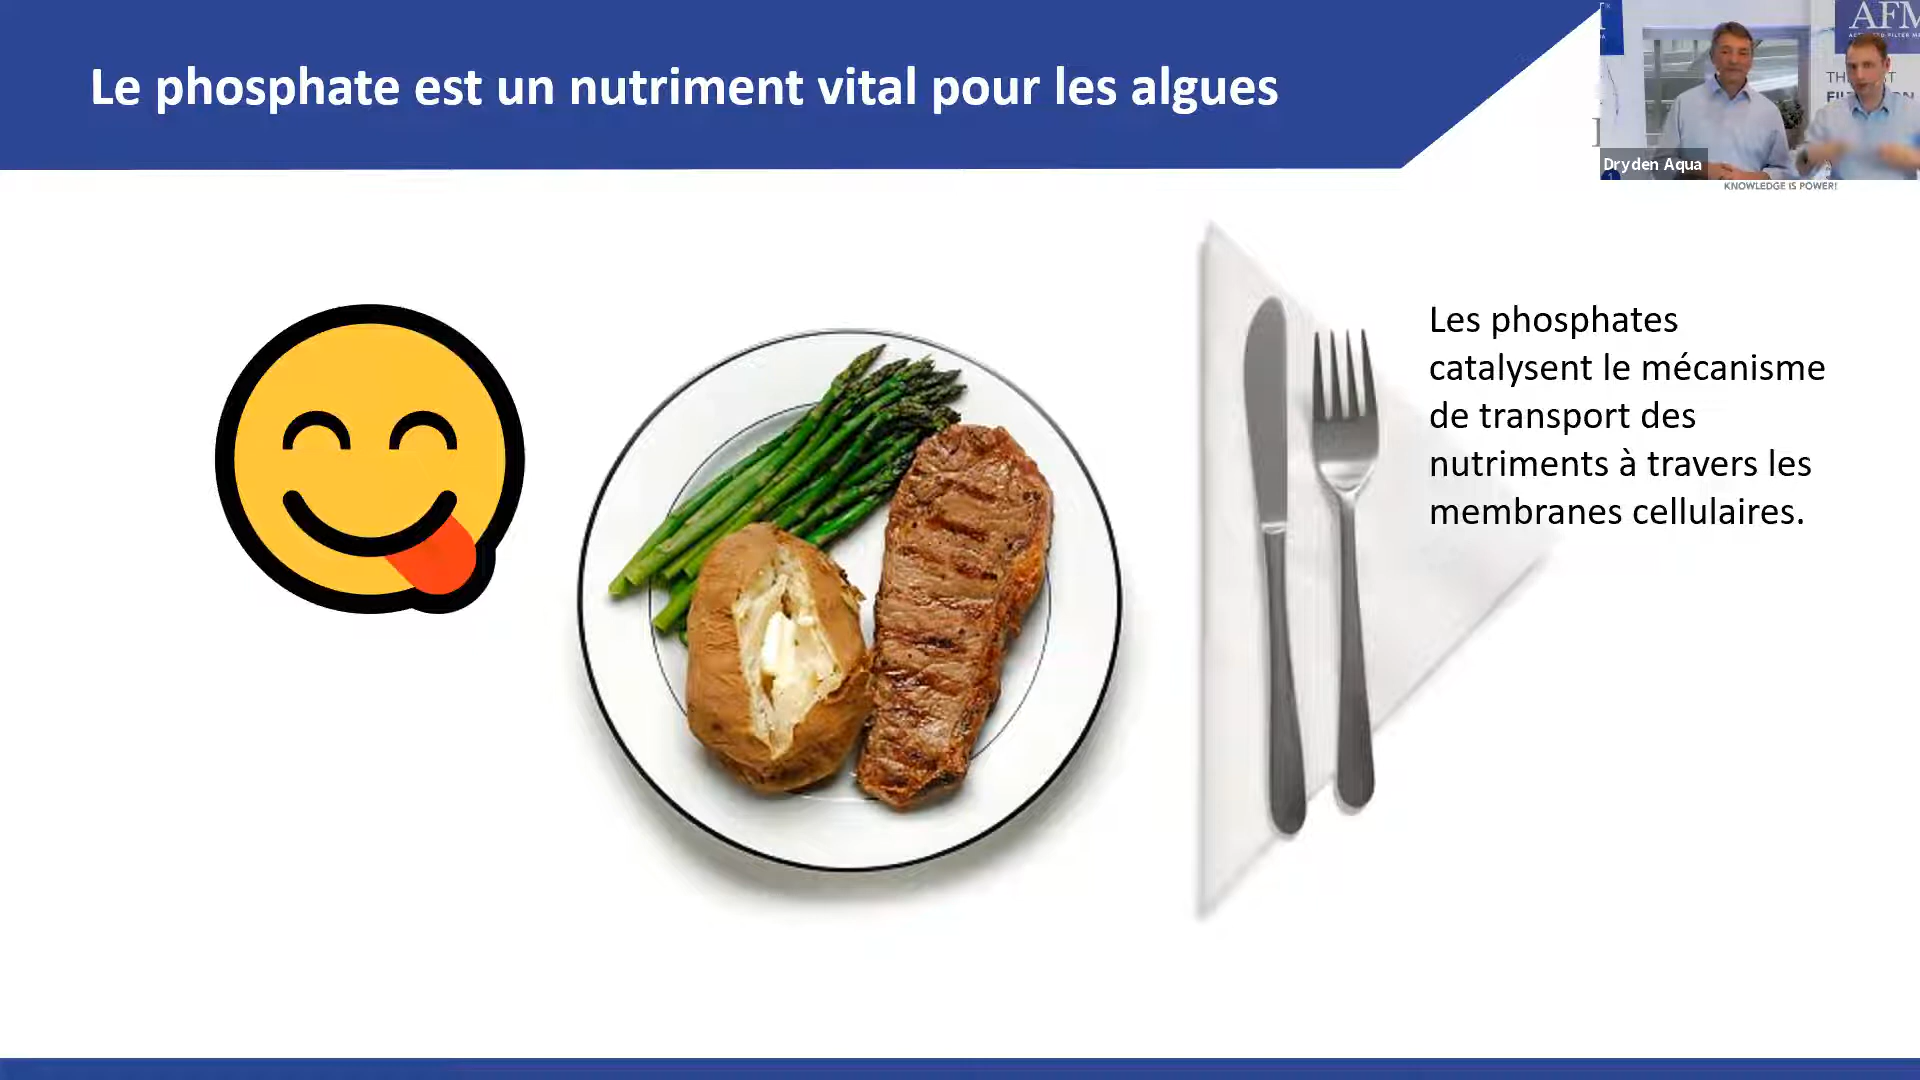 Le phosphate est un nutriment vital pour les algues
AFM
Dryden Aqua
KNOWLEDGE IS POWER!
Les phosphates
catalysent le mécanisme
de transport des
nutriments à travers les
membranes cellulaires.